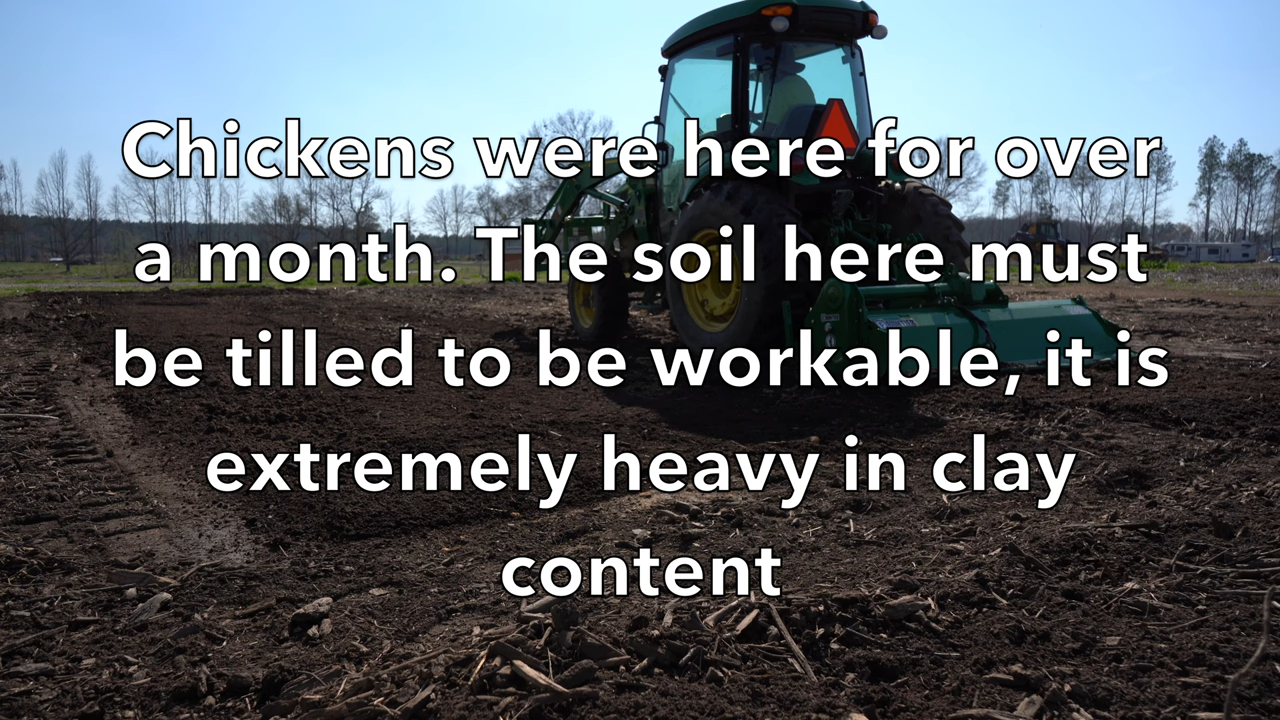 Chickens were here for over
a month. The soil here must
be tilled to be workable, it is
extremely heavy in clay
content